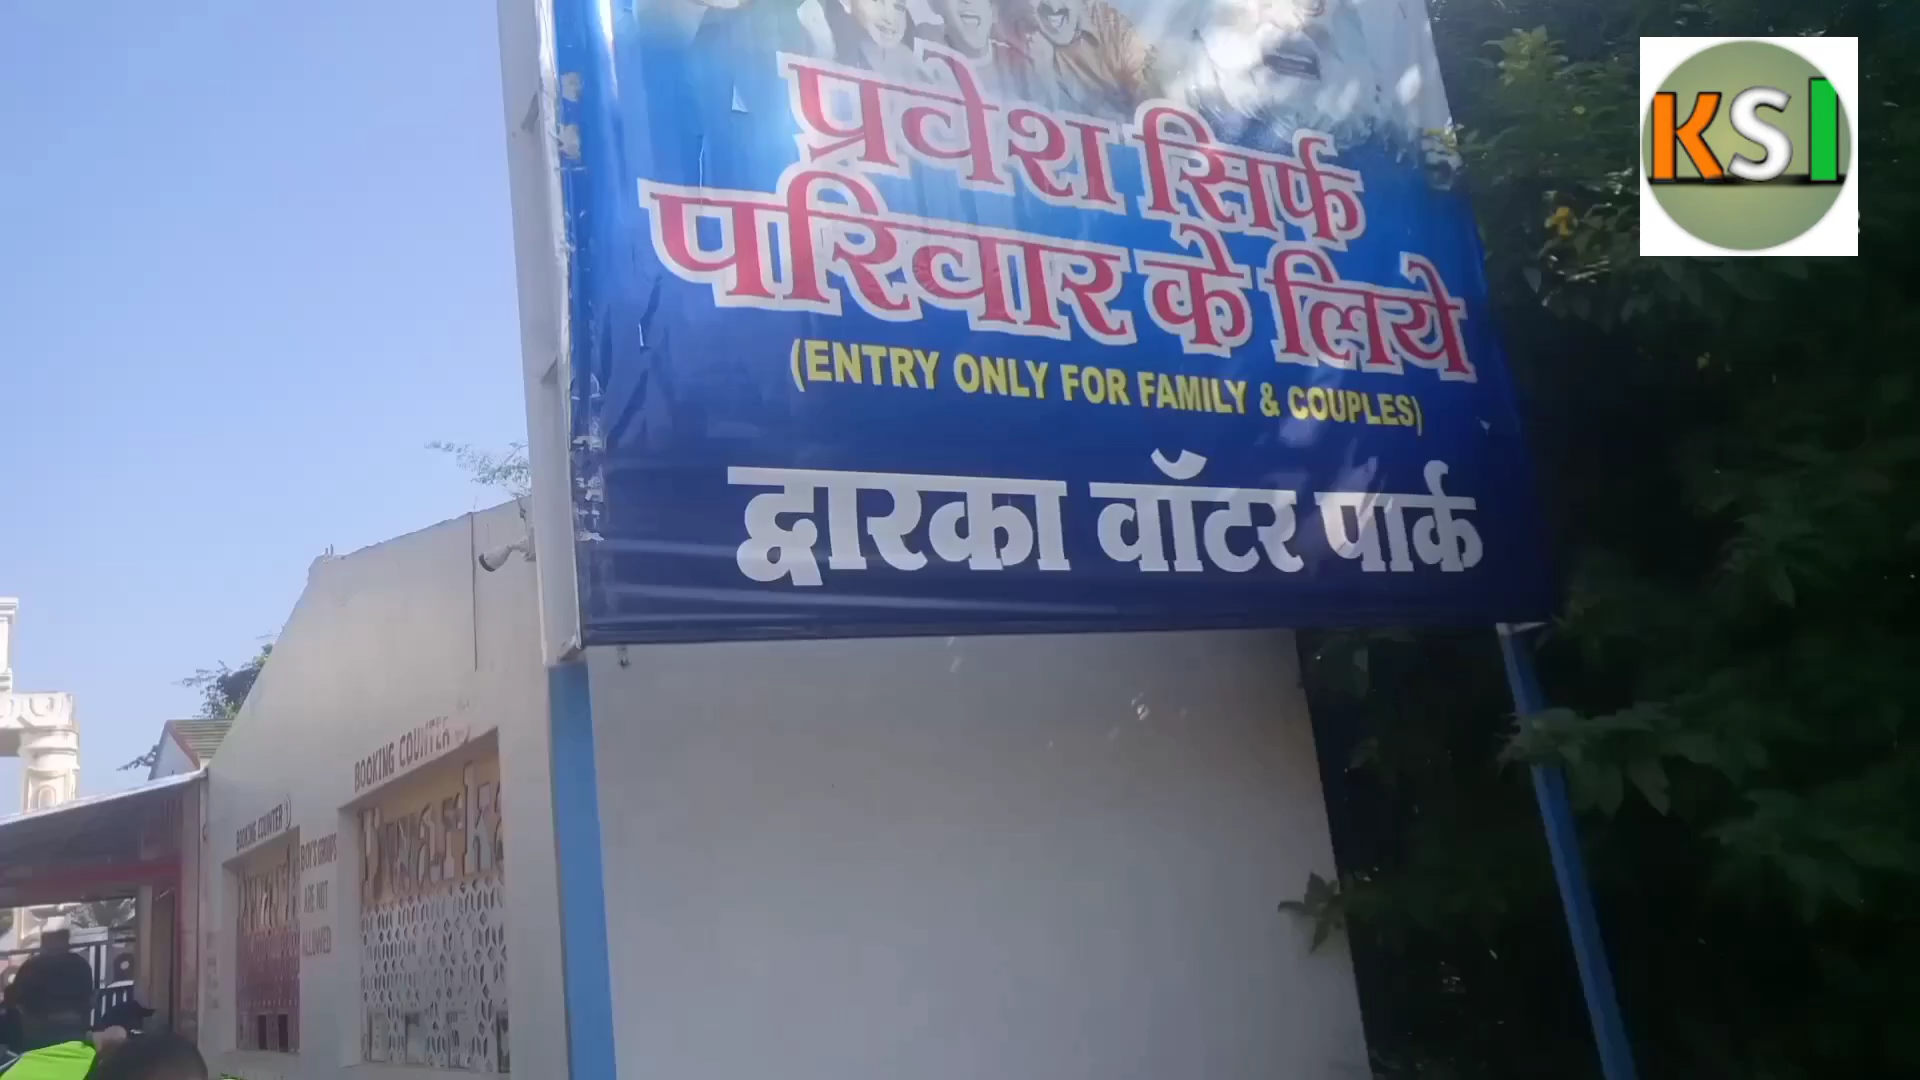 प्रवेश सिर्फ
परिवार के लिये
(ENTRY ONLY FOR FAMILY & COUPLES)
द्वारका वॉटर पार्क
KSI
BOOKING COUNTER
BOOKING COUNTER
BOY'S GROUPS
ARE NOT
ALLOWED
Dwarka